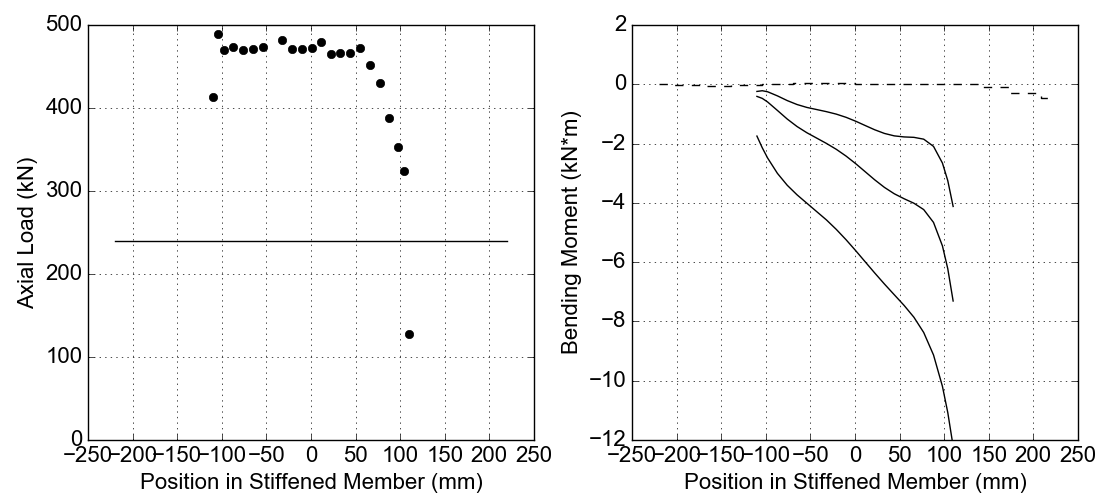 500
400
300
200
100
0
Axial Load (kN)
−250 −200 −150 −100 −50 0 50 100 150 200 250
Position in Stiffened Member (mm)
2
0
−2
−4
−6
−8
−10
−12
Bending Moment (kN*m)
−250 −200 −150 −100 −50 0 50 100 150 200 250
Position in Stiffened Member (mm)